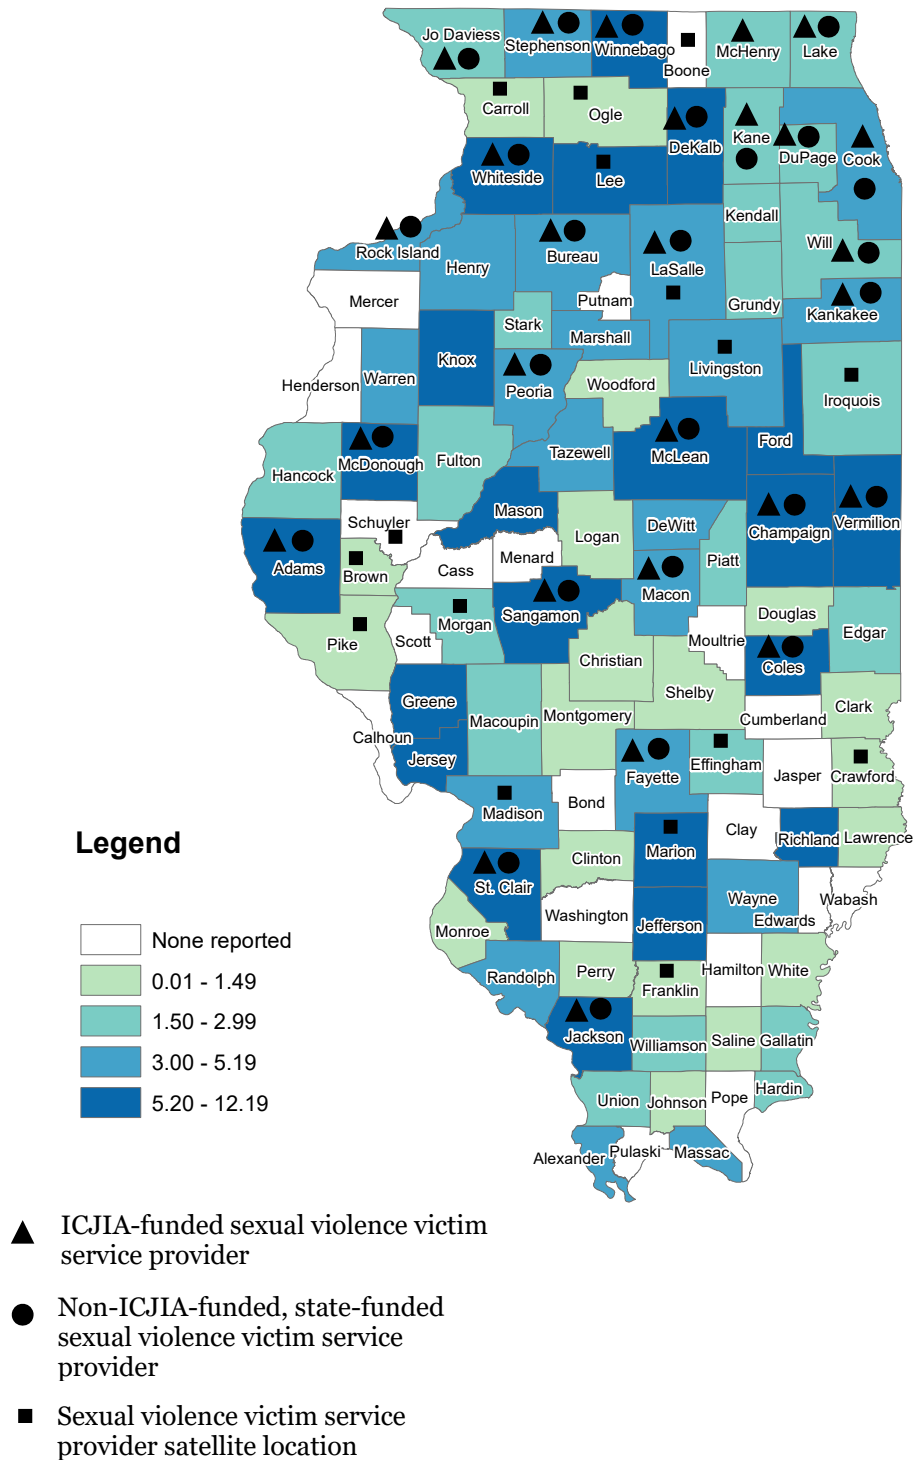 Jo Daviess
Stephenson
Winnebago
Boone
McHenry
Lake
Carroll
Ogle
DeKalb
Kane
DuPage
Cook
Whiteside
Lee
Kendall
Will
Rock Island
Henry
Bureau
LaSalle
Putnam
Grundy
Kankakee
Mercer
Stark
Marshall
Knox
Warren
Henderson
Peoria
Woodford
Livingston
Iroquois
Hancock
McDonough
Fulton
Tazewell
McLean
Ford
Schuyler
Mason
Logan
DeWitt
Piatt
Champaign
Vermilion
Adams
Brown
Cass
Menard
Macon
Sangamon
Douglas
Edgar
Pike
Scott
Morgan
Christian
Moultrie
Coles
Shelby
Greene
Macoupin
Montgomery
Cumberland
Clark
Calhoun
Jersey
Fayette
Effingham
Jasper
Crawford
Madison
Bond
Clay
Richland
Lawrence
Marion
Clinton
St. Clair
Washington
Jefferson
Wayne
Edwards
Wabash
Monroe
Randolph
Perry
Franklin
Hamilton
White
Jackson
Williamson
Saline
Gallatin
Union
Johnson
Pope
Hardin
Alexander
Pulaski
Massac
Legend
None reported
0.01 - 1.49
1.50 - 2.99
3.00 - 5.19
5.20 - 12.19
ICJIA-funded sexual violence victim
service provider
Non-ICJIA-funded, state-funded
sexual violence victim service
provider
Sexual violence victim service
provider satellite location